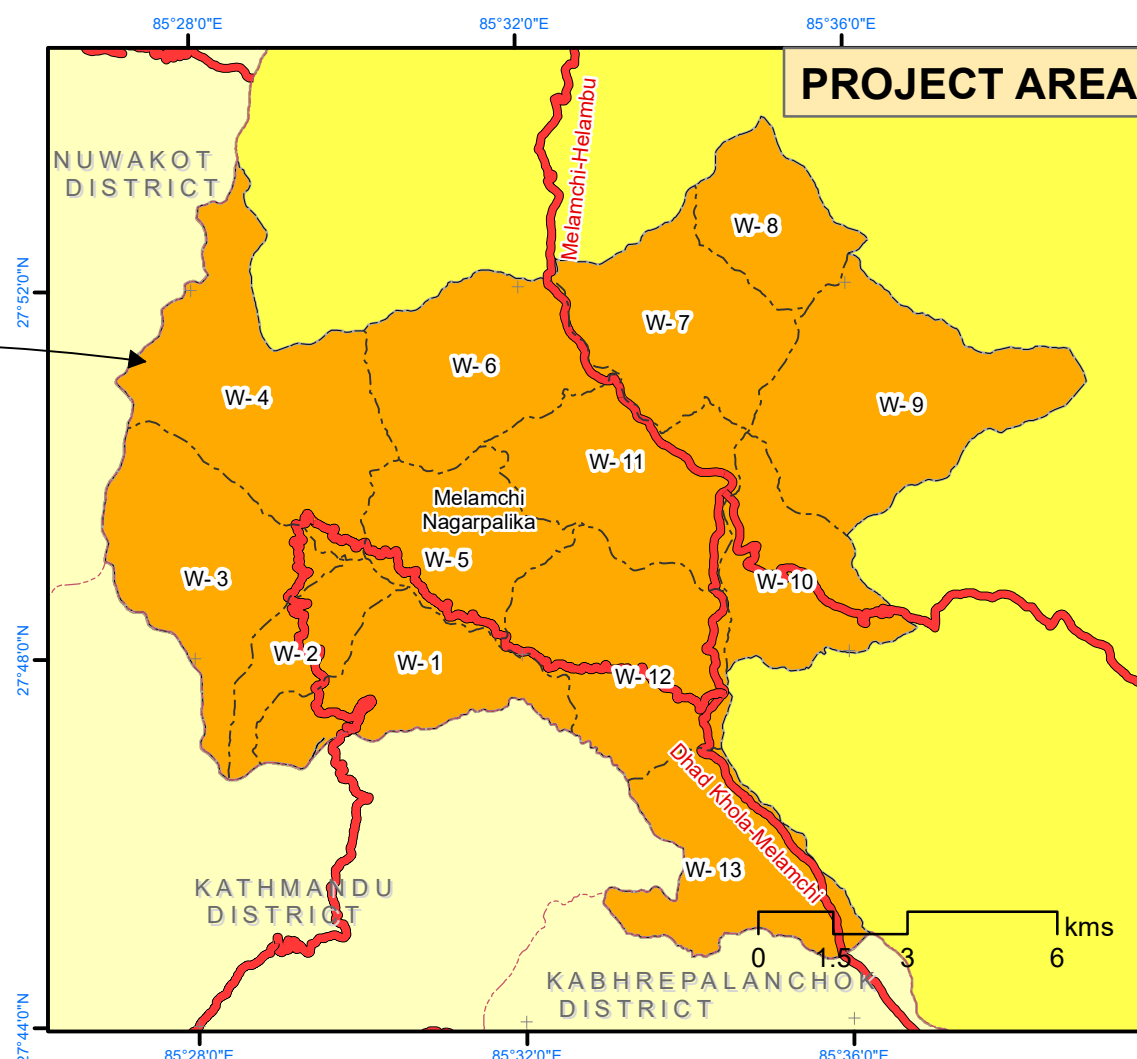 85°28'0"E
85°32'0"E
85°36'0"E
PROJECT AREA
NUWAKOT
DISTRICT
Melamchi-Helambu
W- 8
27°52'0"N
W- 7
W- 6
W- 4
W- 9
W- 11
Melamchi
Nagarpalika
W- 5
W- 3
W- 10
27°48'0"N
W- 2
W- 1
W- 12
Dhad Khola-Melamchi
W- 13
KATHMANDU
DISTRICT
kms
0 1.5 3 6
KABHREPALANCHOK
DISTRICT
27°44'0"N
85°28'0"E
85°32'0"E
85°36'0"E